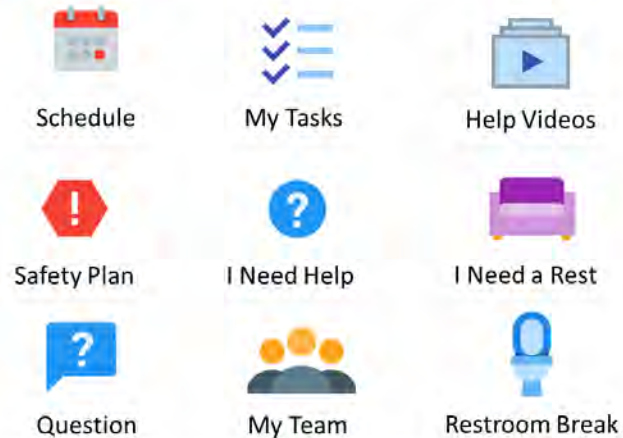 Schedule
My Tasks
Help Videos
!
?
Safety Plan
I Need Help
I Need a Rest
?
Question
My Team
Restroom Break